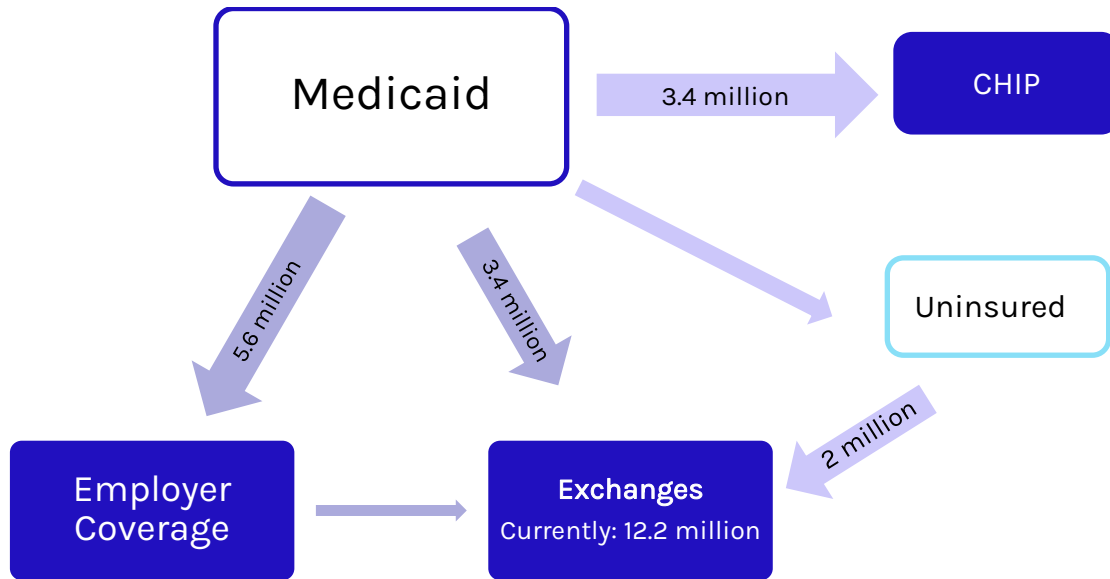 Medicaid
3.4 million
CHIP
5.6 million
3.4 million
Uninsured
2 million
Employer
Coverage
Exchanges
Currently: 12.2 million